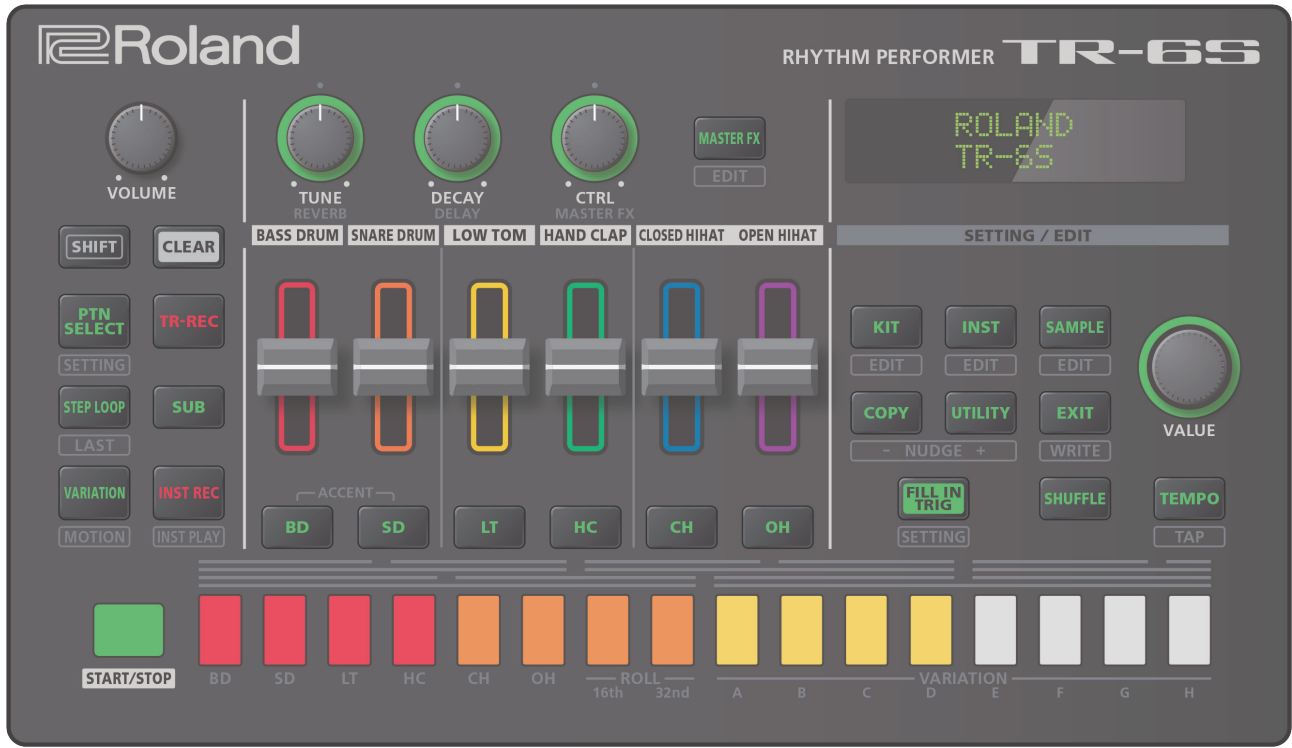 Roland
RHYTHM PERFORMER TR-6S
ROLAND
TR-6S
VOLUME
TUNE
REVERB
DECAY
DELAY
CTRL
MASTER FX
MASTER FX
EDIT
BASS DRUM SNARE DRUM LOW TOM HAND CLAP CLOSED HIHAT OPEN HIHAT
SETTING / EDIT
SHIFT CLEAR
PTN
SELECT
TR-REC
SETTING
STEP LOOP SUB
LAST
VARIATION INST REC
MOTION INST PLAY
ACCENT
BD SD LT HC CH OH
KIT INST SAMPLE
EDIT EDIT EDIT
COPY UTILITY EXIT
- NUDGE + WRITE
VALUE
FILL IN
TRIG
SETTING
SHUFFLE TEMPO
TAP
START/STOP
BD SD LT HC CH OH ROLL VARIATION
16th 32nd A B C D E F G H